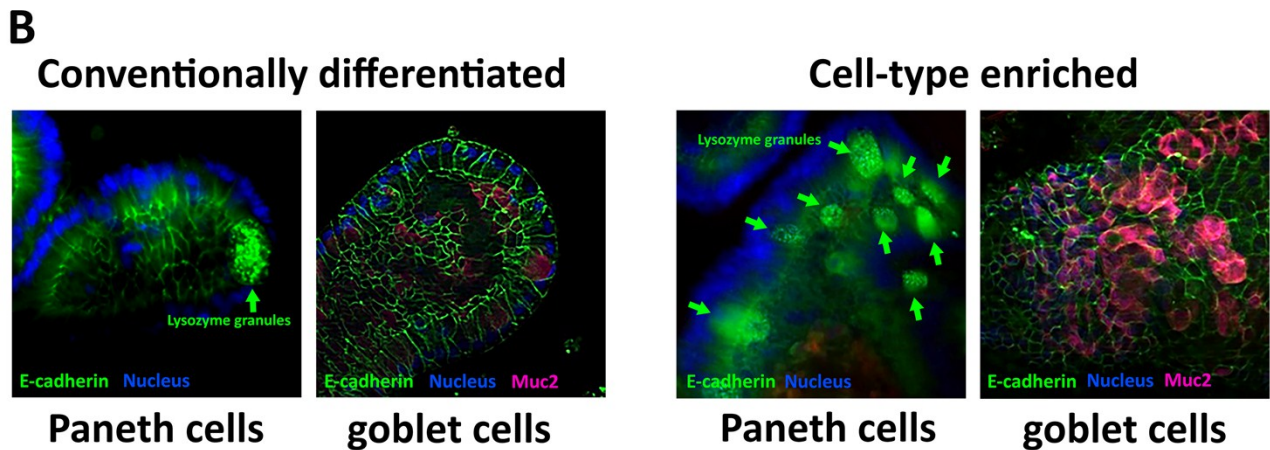 B
Conventionally differentiated
Cell-type enriched
Lysozyme granules
E-cadherin Nucleus
E-cadherin Nucleus Muc2
Lysozyme granules
E-cadherin Nucleus
E-cadherin Nucleus Muc2
Paneth cells
goblet cells
Paneth cells
goblet cells